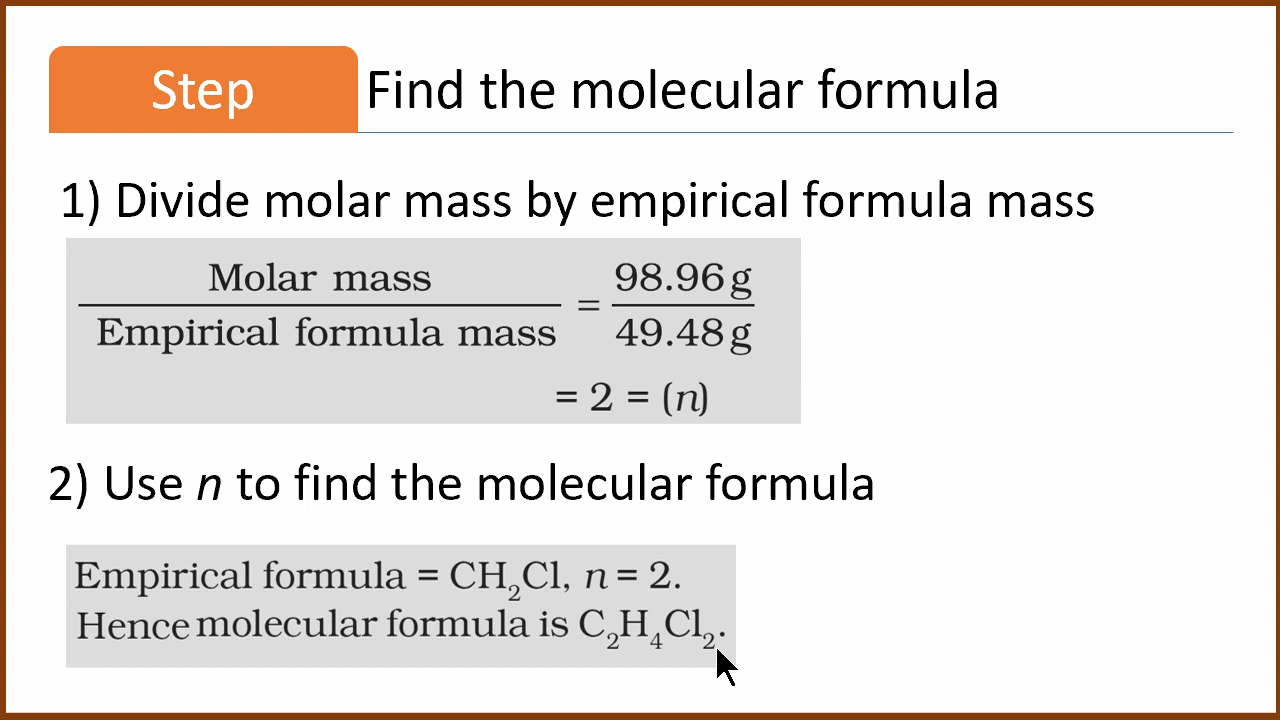 Step Find the molecular formula
1) Divide molar mass by empirical formula mass
Molar mass
Empirical formula mass
=
98.96 g
49.48 g
= 2 = (n)
2) Use n to find the molecular formula
Empirical formula = CH₂Cl, n = 2.
Hence molecular formula is C₂H₄Cl₂.